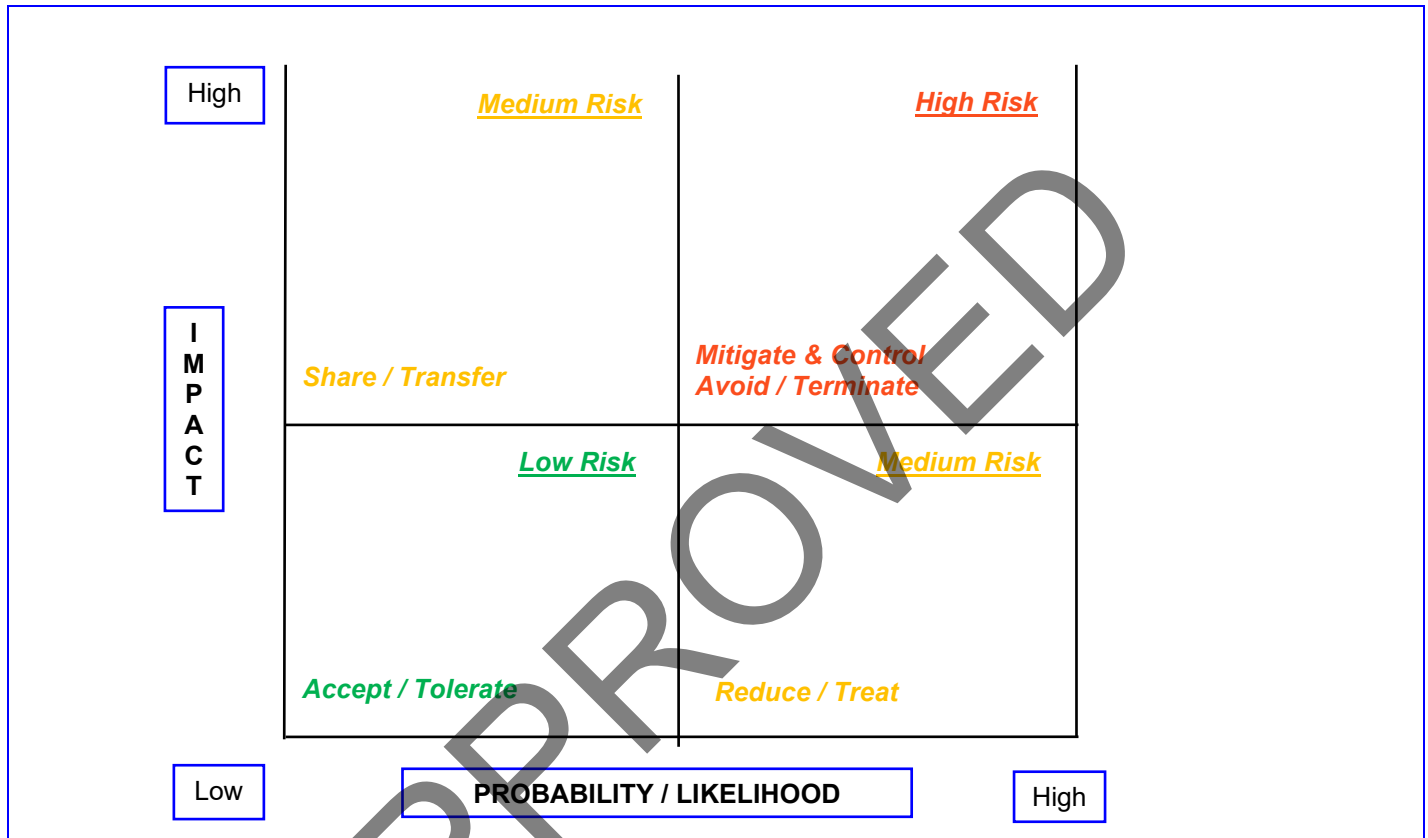 High
Medium Risk
High Risk
I
M
P
A
C
T
Share / Transfer
Mitigate & Control
Avoid / Terminate
Low Risk
Medium Risk
Accept / Tolerate
Reduce / Treat
Low
PROBABILITY / LIKELIHOOD
High
PPROVED